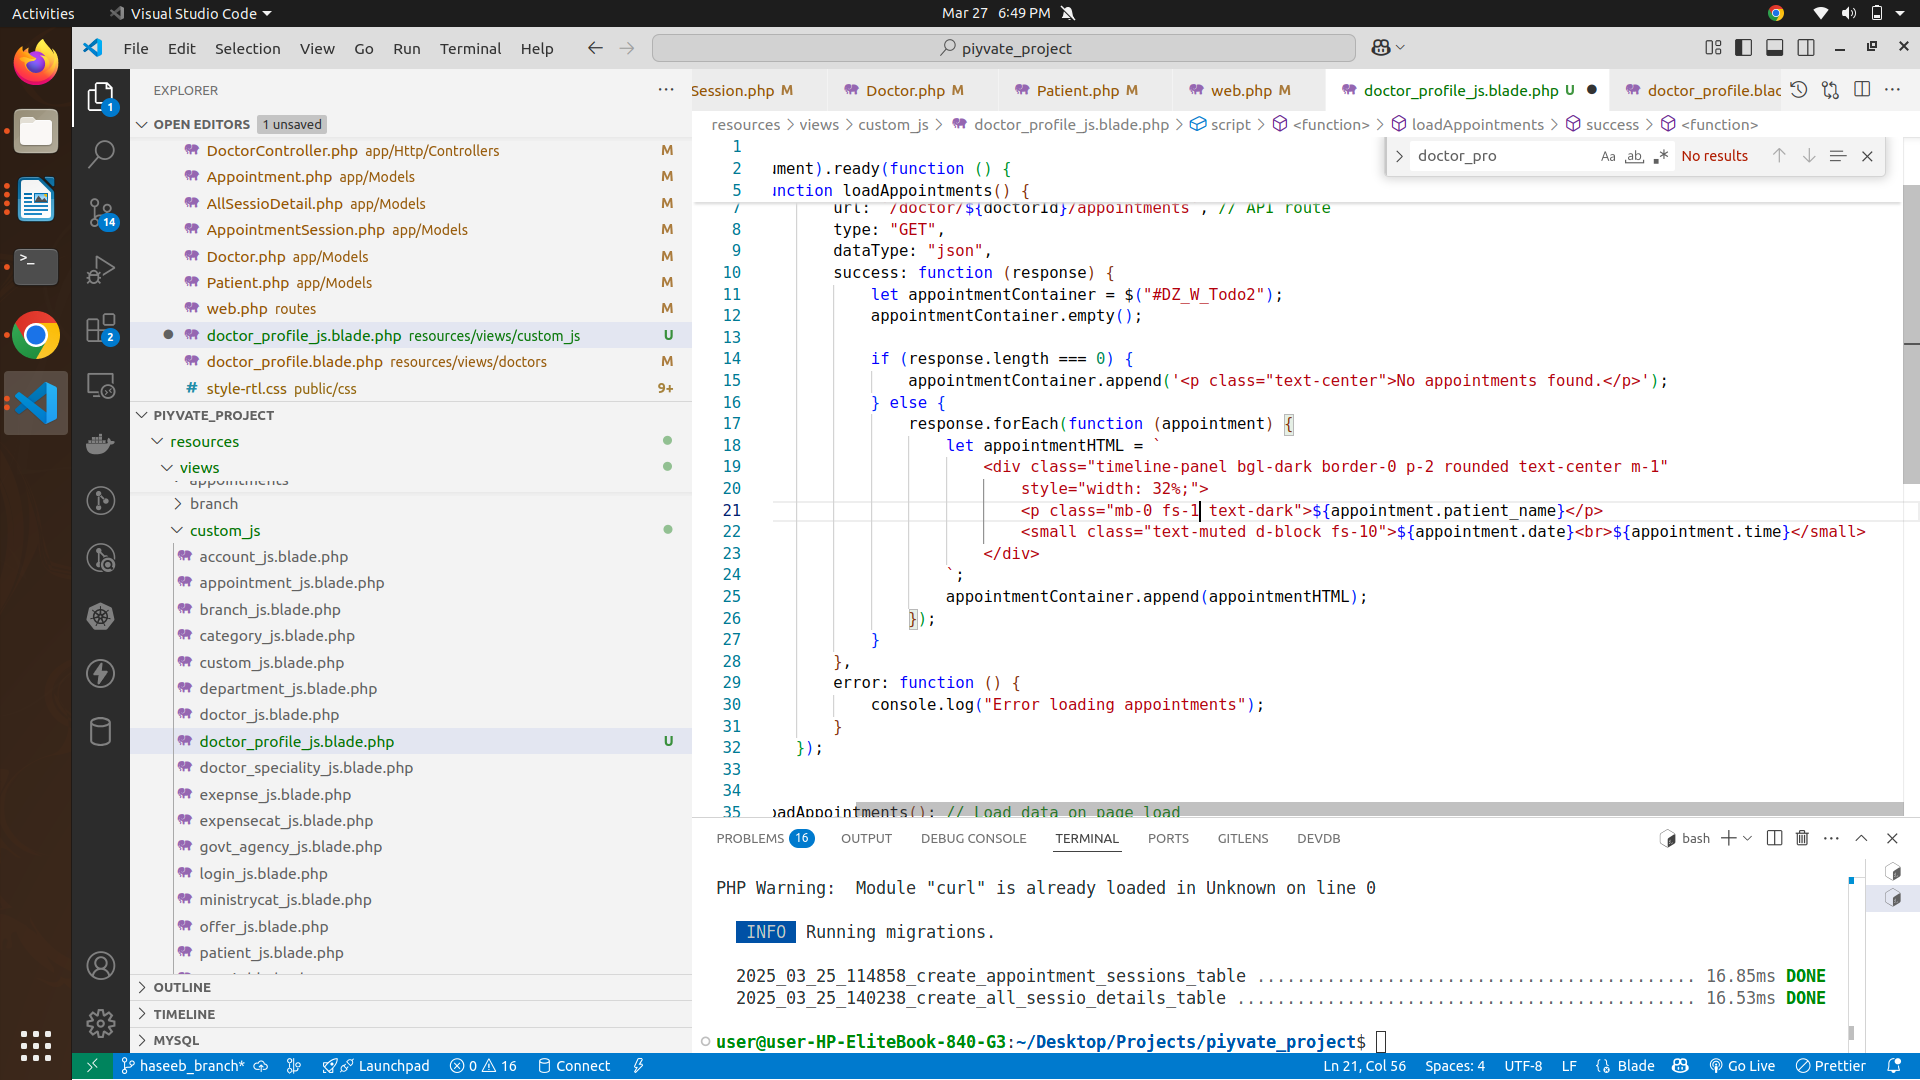 Activities
Visual Studio Code
Mar 27 6:49 PM
File Edit Selection View Go Run Terminal Help
piyvate_project
EXPLORER
OPEN EDITORS 1 unsaved
DoctorController.php app/Http/Controllers M
Appointment.php app/Models M
AllSessioDetail.php app/Models M
AppointmentSession.php app/Models M
Doctor.php app/Models M
Patient.php app/Models M
web.php routes M
doctor_profile_js.blade.php resources/views/custom_js U
doctor_profile.blade.php resources/views/doctors M
# style-rtl.css public/css 9+
PIYVATE_PROJECT
resources
views
appointments
branch
custom_js
account_js.blade.php
appointment_js.blade.php
branch_js.blade.php
category_js.blade.php
custom_js.blade.php
department_js.blade.php
doctor_js.blade.php
doctor_profile_js.blade.php U
doctor_speciality_js.blade.php
exepnse_js.blade.php
expensecat_js.blade.php
govt_agency_js.blade.php
login_js.blade.php
ministrycat_js.blade.php
offer_js.blade.php
patient_js.blade.php
OUTLINE
TIMELINE
MYSQL
1
14
2
Session.php M
Doctor.php M
Patient.php M
web.php M
doctor_profile_js.blade.php U
doctor_profile.blac
resources > views > custom_js > doctor_profile_js.blade.php > script > <function> > loadAppointments > success > <function>
doctor_pro Aa ab No results
1
2 ument).ready(function () {
5 unction loadAppointments() {
7 url: `/doctor/${doctorId}/appointments`, // API route
8 type: "GET",
9 dataType: "json",
10 success: function (response) {
11 let appointmentContainer = $("#DZ_W_Todo2");
12 appointmentContainer.empty();
13
14 if (response.length === 0) {
15 appointmentContainer.append('<p class="text-center">No appointments found.</p>');
16 } else {
17 response.forEach(function (appointment) {
18 let appointmentHTML = `
19 <div class="timeline-panel bgl-dark border-0 p-2 rounded text-center m-1"
20 style="width: 32%;">
21 <p class="mb-0 fs-1 text-dark">${appointment.patient_name}</p>
22 <small class="text-muted d-block fs-10">${appointment.date}<br>${appointment.time}</small>
23 </div>
24 `;
25 appointmentContainer.append(appointmentHTML);
26 });
27 }
28 },
29 error: function () {
30 console.log("Error loading appointments");
31 }
32 });
33
34
35 oadAppointments(); // Load data on page load
PROBLEMS 16 OUTPUT DEBUG CONSOLE TERMINAL PORTS GITLENS DEVDB
bash
PHP Warning:  Module "curl" is already loaded in Unknown on line 0
INFO Running migrations.
2025_03_25_114858_create_appointment_sessions_table ............................................ 16.85ms DONE
2025_03_25_140238_create_all_sessio_details_table .............................................. 16.53ms DONE
user@user-HP-EliteBook-840-G3:~/Desktop/Projects/piyvate_project$
haseeb_branch* Launchpad 0 16 Connect
Ln 21, Col 56 Spaces: 4 UTF-8 LF Blade Go Live Prettier